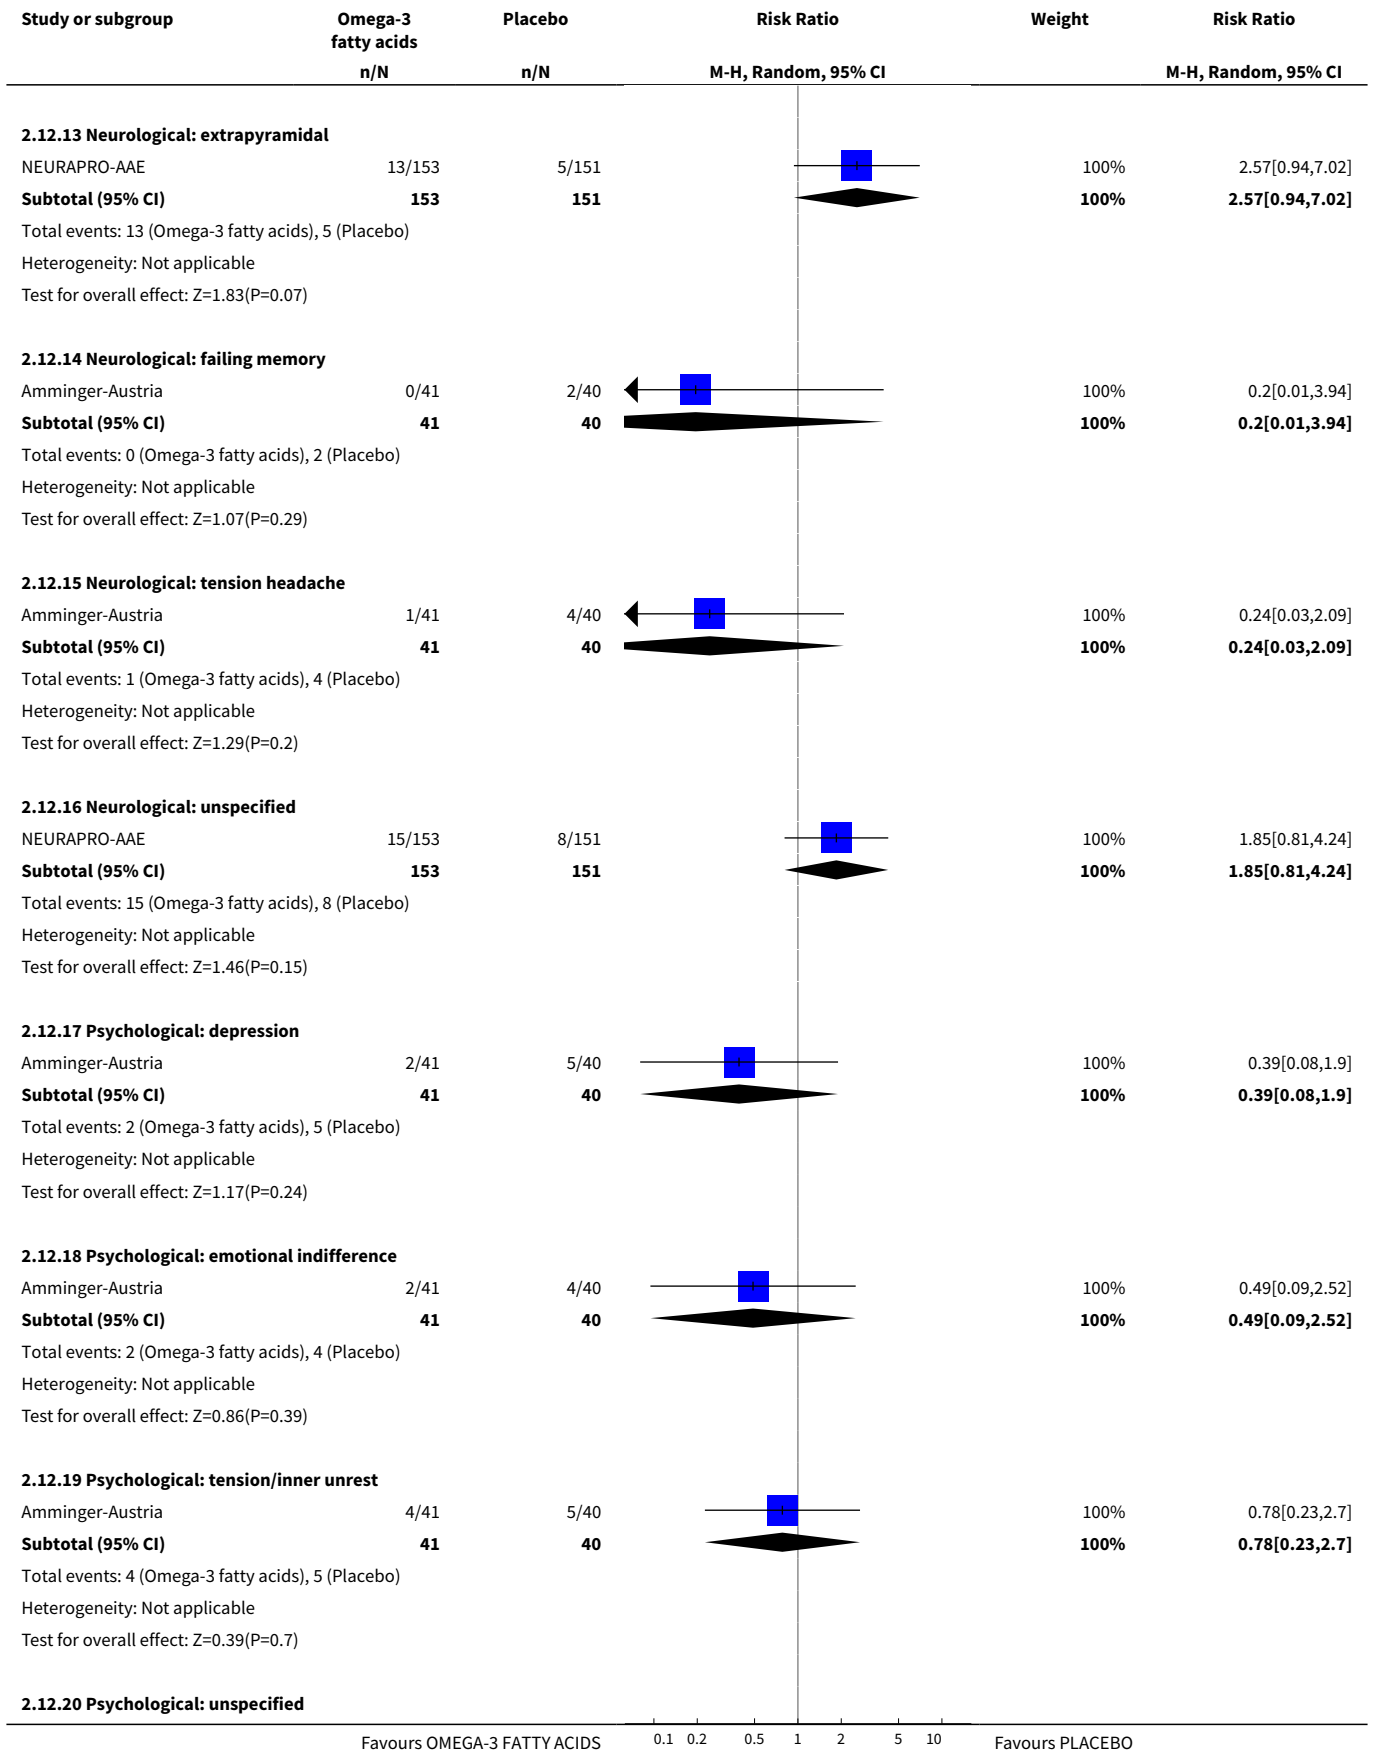 Study or subgroup Omega-3 fatty acids Placebo Risk Ratio Weight Risk Ratio
n/N n/N M-H, Random, 95% CI M-H, Random, 95% CI
2.12.13 Neurological: extrapyramidal
NEURAPRO-AAE 13/153 5/151 100% 2.57[0.94,7.02]
Subtotal (95% CI) 153 151 100% 2.57[0.94,7.02]
Total events: 13 (Omega-3 fatty acids), 5 (Placebo)
Heterogeneity: Not applicable
Test for overall effect: Z=1.83(P=0.07)
2.12.14 Neurological: failing memory
Amminger-Austria 0/41 2/40 100% 0.2[0.01,3.94]
Subtotal (95% CI) 41 40 100% 0.2[0.01,3.94]
Total events: 0 (Omega-3 fatty acids), 2 (Placebo)
Heterogeneity: Not applicable
Test for overall effect: Z=1.07(P=0.29)
2.12.15 Neurological: tension headache
Amminger-Austria 1/41 4/40 100% 0.24[0.03,2.09]
Subtotal (95% CI) 41 40 100% 0.24[0.03,2.09]
Total events: 1 (Omega-3 fatty acids), 4 (Placebo)
Heterogeneity: Not applicable
Test for overall effect: Z=1.29(P=0.2)
2.12.16 Neurological: unspecified
NEURAPRO-AAE 15/153 8/151 100% 1.85[0.81,4.24]
Subtotal (95% CI) 153 151 100% 1.85[0.81,4.24]
Total events: 15 (Omega-3 fatty acids), 8 (Placebo)
Heterogeneity: Not applicable
Test for overall effect: Z=1.46(P=0.15)
2.12.17 Psychological: depression
Amminger-Austria 2/41 5/40 100% 0.39[0.08,1.9]
Subtotal (95% CI) 41 40 100% 0.39[0.08,1.9]
Total events: 2 (Omega-3 fatty acids), 5 (Placebo)
Heterogeneity: Not applicable
Test for overall effect: Z=1.17(P=0.24)
2.12.18 Psychological: emotional indifference
Amminger-Austria 2/41 4/40 100% 0.49[0.09,2.52]
Subtotal (95% CI) 41 40 100% 0.49[0.09,2.52]
Total events: 2 (Omega-3 fatty acids), 4 (Placebo)
Heterogeneity: Not applicable
Test for overall effect: Z=0.86(P=0.39)
2.12.19 Psychological: tension/inner unrest
Amminger-Austria 4/41 5/40 100% 0.78[0.23,2.7]
Subtotal (95% CI) 41 40 100% 0.78[0.23,2.7]
Total events: 4 (Omega-3 fatty acids), 5 (Placebo)
Heterogeneity: Not applicable
Test for overall effect: Z=0.39(P=0.7)
2.12.20 Psychological: unspecified
Favours OMEGA-3 FATTY ACIDS 0.1 0.2 0.5 1 2 5 10 Favours PLACEBO